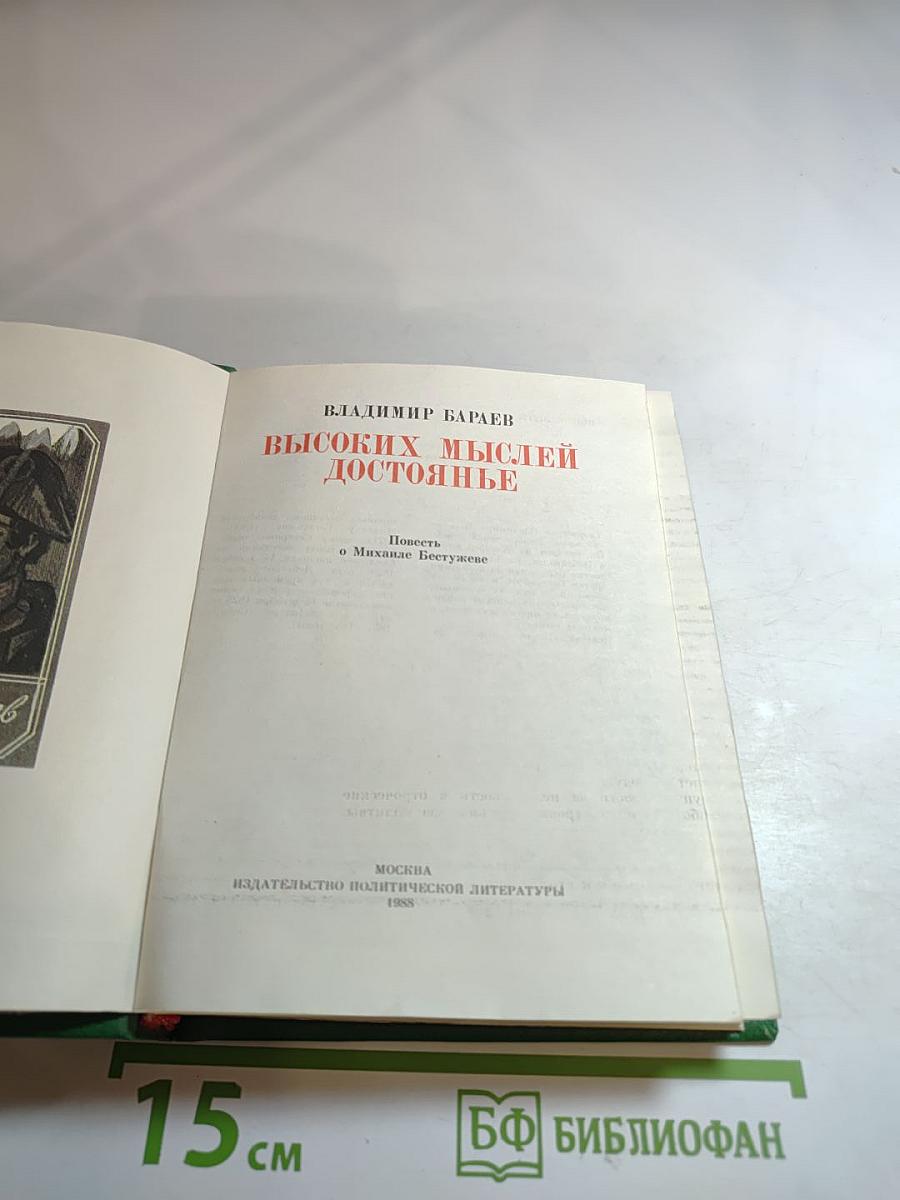 ВЛАДИМИР БАРАЕВ
ВЫСОКИХ МЫСЛЕЙ
ДОСТОЯНЬЕ
Повесть
о Михаиле Бестужеве
МОСКВА
ИЗДАТЕЛЬСТВО ПОЛИТИЧЕСКОЙ ЛИТЕРАТУРЫ
1988
15 см
БФ БИБЛИОФАН